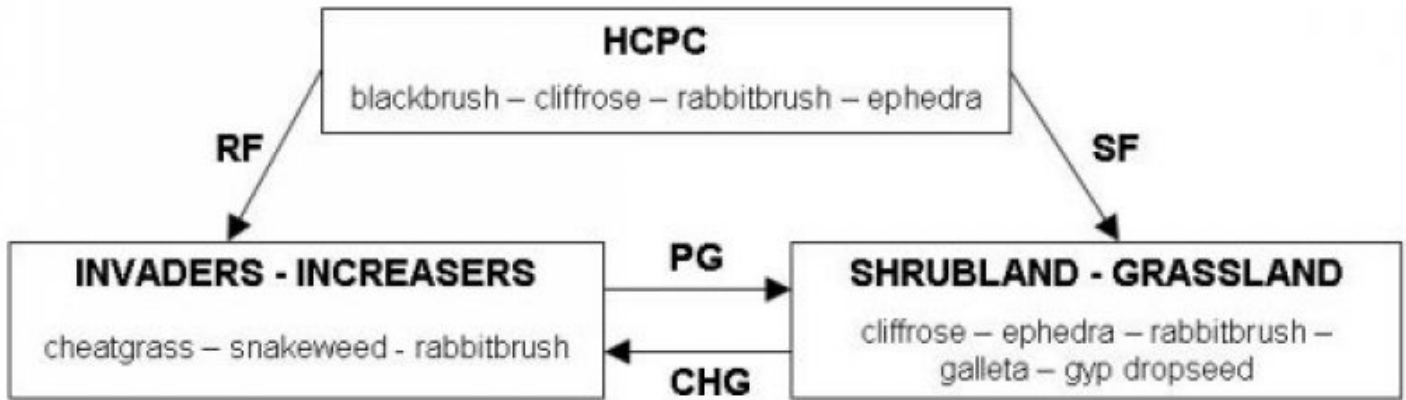 HCPC
blackbrush – cliffrose – rabbitbrush – ephedra
RF
SF
INVADERS - INCREASERS
cheatgrass – snakeweed - rabbitbrush
PG
CHG
SHRUBLAND - GRASSLAND
cliffrose – ephedra – rabbitbrush –
galleta – gyp dropseed